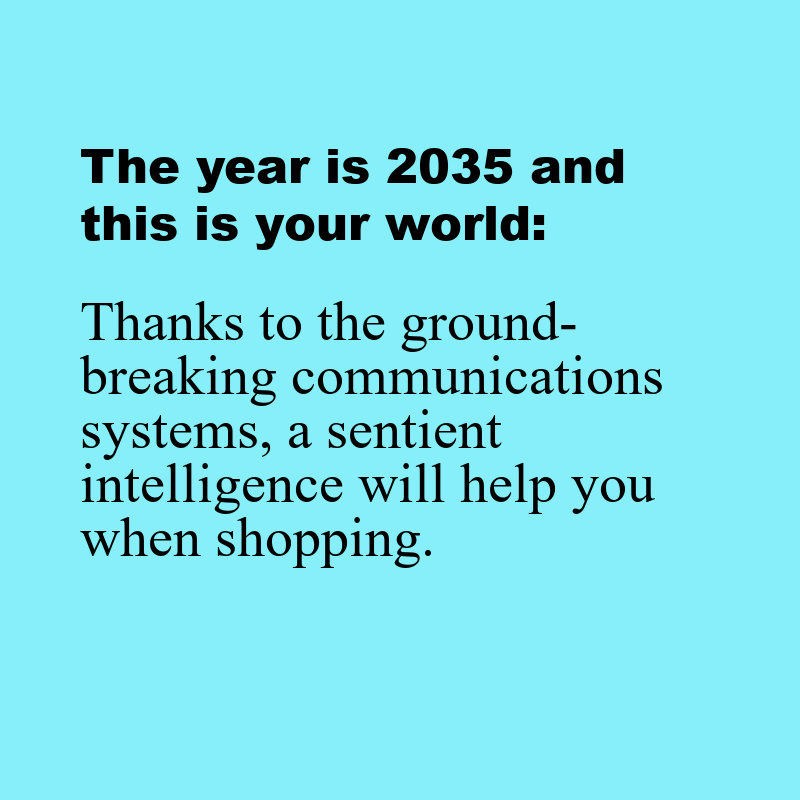 The year is 2035 and
this is your world:
Thanks to the ground-
breaking communications
systems, a sentient
intelligence will help you
when shopping.